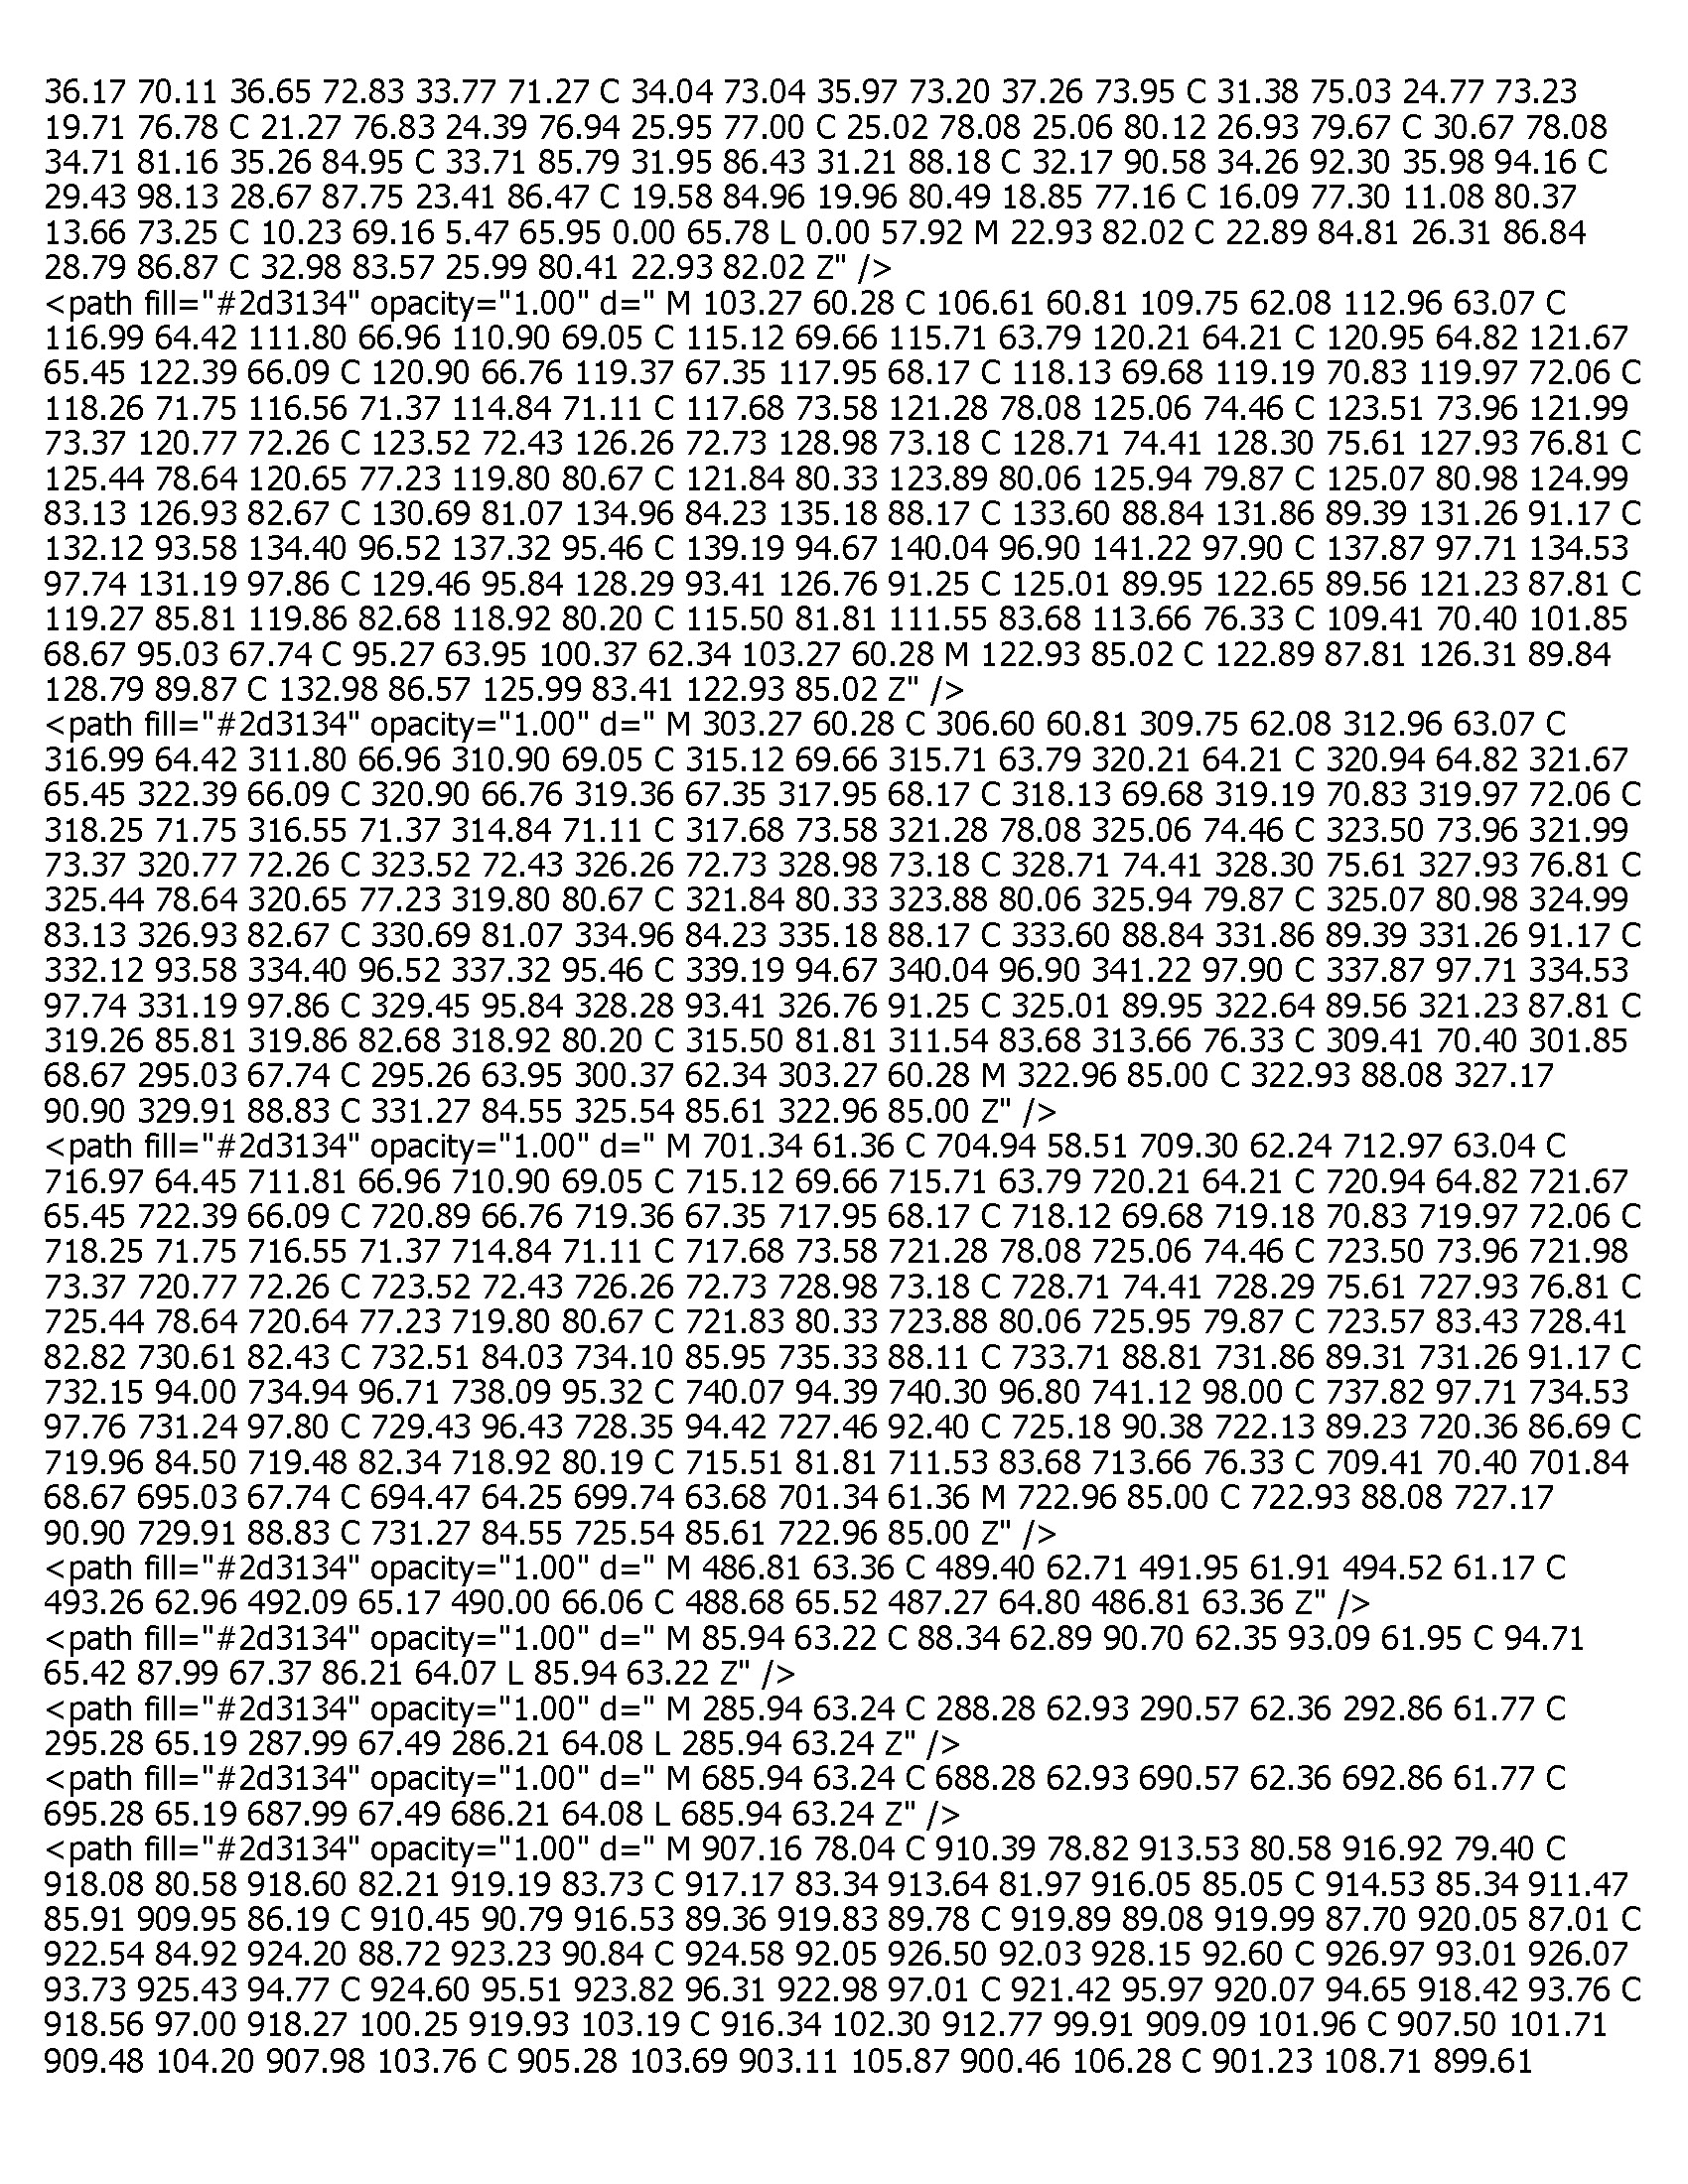 36.17 70.11 36.65 72.83 33.77 71.27 C 34.04 73.04 35.97 73.20 37.26 73.95 C 31.38 75.03 24.77 73.23
19.71 76.78 C 21.27 76.83 24.39 76.94 25.95 77.00 C 25.02 78.08 25.06 80.12 26.93 79.67 C 30.67 78.08
34.71 81.16 35.26 84.95 C 33.71 85.79 31.95 86.43 31.21 88.18 C 32.17 90.58 34.26 92.30 35.98 94.16 C
29.43 98.13 28.67 87.75 23.41 86.47 C 19.58 84.96 19.96 80.49 18.85 77.16 C 16.09 77.30 11.08 80.37
13.66 73.25 C 10.23 69.16 5.47 65.95 0.00 65.78 L 0.00 57.92 M 22.93 82.02 C 22.89 84.81 26.31 86.84
28.79 86.87 C 32.98 83.57 25.99 80.41 22.93 82.02 Z" />
<path fill="#2d3134" opacity="1.00" d=" M 103.27 60.28 C 106.61 60.81 109.75 62.08 112.96 63.07 C
116.99 64.42 111.80 66.96 110.90 69.05 C 115.12 69.66 115.71 63.79 120.21 64.21 C 120.95 64.82 121.67
65.45 122.39 66.09 C 120.90 66.76 119.37 67.35 117.95 68.17 C 118.13 69.68 119.19 70.83 119.97 72.06 C
118.26 71.75 116.56 71.37 114.84 71.11 C 117.68 73.58 121.28 78.08 125.06 74.46 C 123.51 73.96 121.99
73.37 120.77 72.26 C 123.52 72.43 126.26 72.73 128.98 73.18 C 128.71 74.41 128.30 75.61 127.93 76.81 C
125.44 78.64 120.65 77.23 119.80 80.67 C 121.84 80.33 123.89 80.06 125.94 79.87 C 125.07 80.98 124.99
83.13 126.93 82.67 C 130.69 81.07 134.96 84.23 135.18 88.17 C 133.60 88.84 131.86 89.39 131.26 91.17 C
132.12 93.58 134.40 96.52 137.32 95.46 C 139.19 94.67 140.04 96.90 141.22 97.90 C 137.87 97.71 134.53
97.74 131.19 97.86 C 129.46 95.84 128.29 93.41 126.76 91.25 C 125.01 89.95 122.65 89.56 121.23 87.81 C
119.27 85.81 119.86 82.68 118.92 80.20 C 115.50 81.81 111.55 83.68 113.66 76.33 C 109.41 70.40 101.85
68.67 95.03 67.74 C 95.27 63.95 100.37 62.34 103.27 60.28 M 122.93 85.02 C 122.89 87.81 126.31 89.84
128.79 89.87 C 132.98 86.57 125.99 83.41 122.93 85.02 Z" />
<path fill="#2d3134" opacity="1.00" d=" M 303.27 60.28 C 306.60 60.81 309.75 62.08 312.96 63.07 C
316.99 64.42 311.80 66.96 310.90 69.05 C 315.12 69.66 315.71 63.79 320.21 64.21 C 320.94 64.82 321.67
65.45 322.39 66.09 C 320.90 66.76 319.36 67.35 317.95 68.17 C 318.13 69.68 319.19 70.83 319.97 72.06 C
318.25 71.75 316.55 71.37 314.84 71.11 C 317.68 73.58 321.28 78.08 325.06 74.46 C 323.50 73.96 321.99
73.37 320.77 72.26 C 323.52 72.43 326.26 72.73 328.98 73.18 C 328.71 74.41 328.30 75.61 327.93 76.81 C
325.44 78.64 320.65 77.23 319.80 80.67 C 321.84 80.33 323.88 80.06 325.94 79.87 C 325.07 80.98 324.99
83.13 326.93 82.67 C 330.69 81.07 334.96 84.23 335.18 88.17 C 333.60 88.84 331.86 89.39 331.26 91.17 C
332.12 93.58 334.40 96.52 337.32 95.46 C 339.19 94.67 340.04 96.90 341.22 97.90 C 337.87 97.71 334.53
97.74 331.19 97.86 C 329.45 95.84 328.28 93.41 326.76 91.25 C 325.01 89.95 322.64 89.56 321.23 87.81 C
319.26 85.81 319.86 82.68 318.92 80.20 C 315.50 81.81 311.54 83.68 313.66 76.33 C 309.41 70.40 301.85
68.67 295.03 67.74 C 295.26 63.95 300.37 62.34 303.27 60.28 M 322.96 85.00 C 322.93 88.08 327.17
90.90 329.91 88.83 C 331.27 84.55 325.54 85.61 322.96 85.00 Z" />
<path fill="#2d3134" opacity="1.00" d=" M 701.34 61.36 C 704.94 58.51 709.30 62.24 712.97 63.04 C
716.97 64.45 711.81 66.96 710.90 69.05 C 715.12 69.66 715.71 63.79 720.21 64.21 C 720.94 64.82 721.67
65.45 722.39 66.09 C 720.89 66.76 719.36 67.35 717.95 68.17 C 718.12 69.68 719.18 70.83 719.97 72.06 C
718.25 71.75 716.55 71.37 714.84 71.11 C 717.68 73.58 721.28 78.08 725.06 74.46 C 723.50 73.96 721.98
73.37 720.77 72.26 C 723.52 72.43 726.26 72.73 728.98 73.18 C 728.71 74.41 728.29 75.61 727.93 76.81 C
725.44 78.64 720.64 77.23 719.80 80.67 C 721.83 80.33 723.88 80.06 725.95 79.87 C 723.57 83.43 728.41
82.82 730.61 82.43 C 732.51 84.03 734.10 85.95 735.33 88.11 C 733.71 88.81 731.86 89.31 731.26 91.17 C
732.15 94.00 734.94 96.71 738.09 95.32 C 740.07 94.39 740.30 96.80 741.12 98.00 C 737.82 97.71 734.53
97.76 731.24 97.80 C 729.43 96.43 728.35 94.42 727.46 92.40 C 725.18 90.38 722.13 89.23 720.36 86.69 C
719.96 84.50 719.48 82.34 718.92 80.19 C 715.51 81.81 711.53 83.68 713.66 76.33 C 709.41 70.40 701.84
68.67 695.03 67.74 C 694.47 64.25 699.74 63.68 701.34 61.36 M 722.96 85.00 C 722.93 88.08 727.17
90.90 729.91 88.83 C 731.27 84.55 725.54 85.61 722.96 85.00 Z" />
<path fill="#2d3134" opacity="1.00" d=" M 486.81 63.36 C 489.40 62.71 491.95 61.91 494.52 61.17 C
493.26 62.96 492.09 65.17 490.00 66.06 C 488.68 65.52 487.27 64.80 486.81 63.36 Z" />
<path fill="#2d3134" opacity="1.00" d=" M 85.94 63.22 C 88.34 62.89 90.70 62.35 93.09 61.95 C 94.71
65.42 87.99 67.37 86.21 64.07 L 85.94 63.22 Z" />
<path fill="#2d3134" opacity="1.00" d=" M 285.94 63.24 C 288.28 62.93 290.57 62.36 292.86 61.77 C
295.28 65.19 287.99 67.49 286.21 64.08 L 285.94 63.24 Z" />
<path fill="#2d3134" opacity="1.00" d=" M 685.94 63.24 C 688.28 62.93 690.57 62.36 692.86 61.77 C
695.28 65.19 687.99 67.49 686.21 64.08 L 685.94 63.24 Z" />
<path fill="#2d3134" opacity="1.00" d=" M 907.16 78.04 C 910.39 78.82 913.53 80.58 916.92 79.40 C
918.08 80.58 918.60 82.21 919.19 83.73 C 917.17 83.34 913.64 81.97 916.05 85.05 C 914.53 85.34 911.47
85.91 909.95 86.19 C 910.45 90.79 916.53 89.36 919.83 89.78 C 919.89 89.08 919.99 87.70 920.05 87.01 C
922.54 84.92 924.20 88.72 923.23 90.84 C 924.58 92.05 926.50 92.03 928.15 92.60 C 926.97 93.01 926.07
93.73 925.43 94.77 C 924.60 95.51 923.82 96.31 922.98 97.01 C 921.42 95.97 920.07 94.65 918.42 93.76 C
918.56 97.00 918.27 100.25 919.93 103.19 C 916.34 102.30 912.77 99.91 909.09 101.96 C 907.50 101.71
909.48 104.20 907.98 103.76 C 905.28 103.69 903.11 105.87 900.46 106.28 C 901.23 108.71 899.61